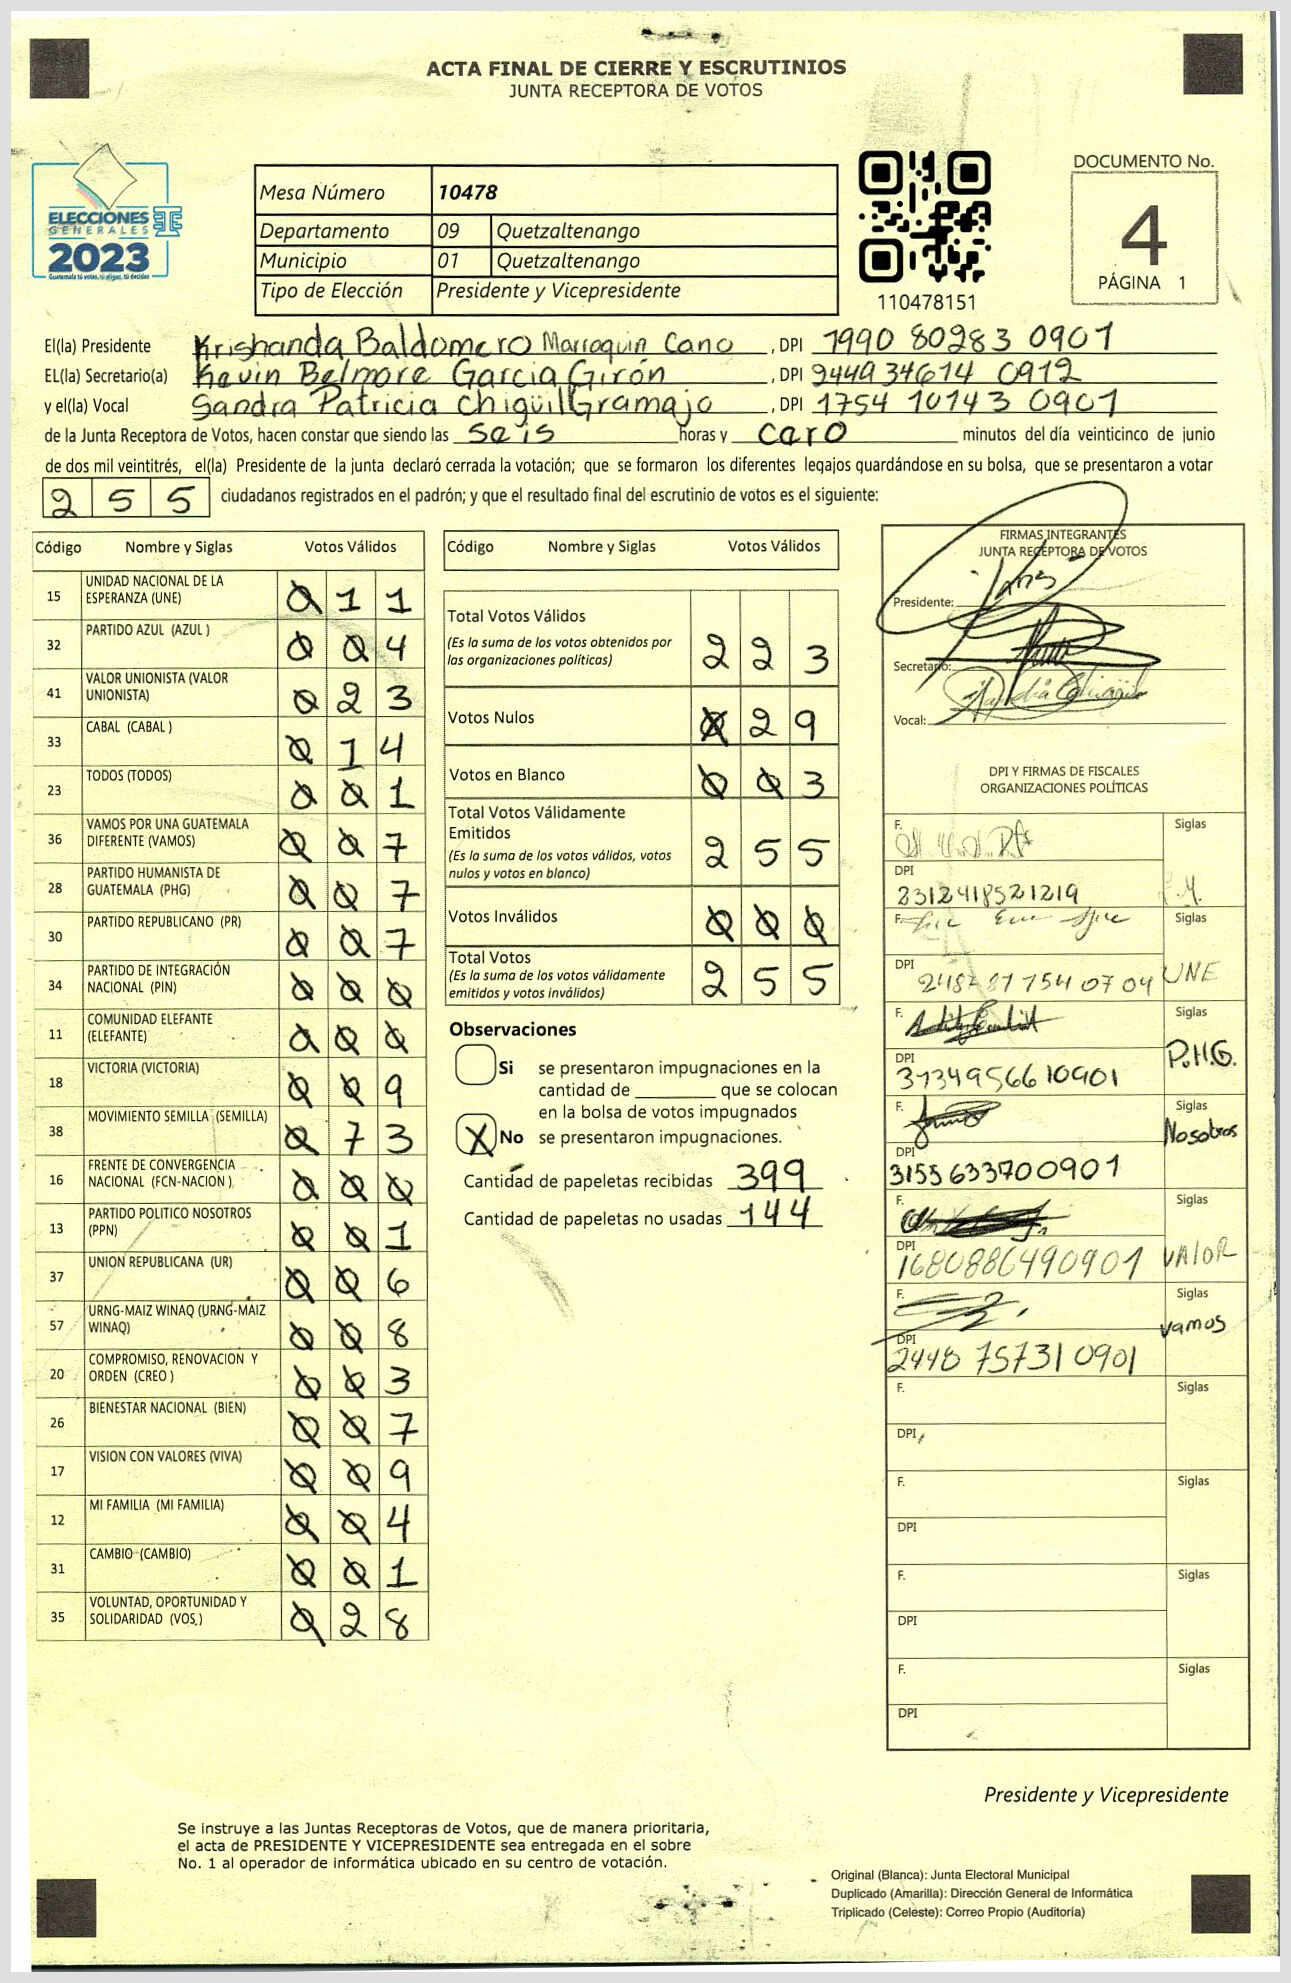 ACTA FINAL DE CIERRE Y ESCRUTINIOS
JUNTA RECEPTORA DE VOTOS
ELECCIONES
GENERALES
2023
Guatemala tú votas, tú eliges, tú decides
Mesa Número 10478
Departamento 09 Quetzaltenango
Municipio 01 Quetzaltenango
Tipo de Elección Presidente y Vicepresidente
110478151
DOCUMENTO No.
4
PÁGINA 1
El(la) Presidente Krishanda Baldomero Marroquin Cano , DPI 1990 80283 0901
EL(la) Secretario(a) Kevin Belmore Garcia Girón , DPI 2449 34614 0912
y el(la) Vocal Sandra Patricia Chigüil Gramajo , DPI 1754 10143 0901
de la Junta Receptora de Votos, hacen constar que siendo las seis horas y cero minutos del día veinticinco de junio
de dos mil veintitrés, el(la) Presidente de la junta declaró cerrada la votación; que se formaron los diferentes legajos guardándose en su bolsa, que se presentaron a votar
255 ciudadanos registrados en el padrón; y que el resultado final del escrutinio de votos es el siguiente:
Código Nombre y Siglas Votos Válidos
15 UNIDAD NACIONAL DE LA ESPERANZA (UNE) 0 1 1
32 PARTIDO AZUL (AZUL ) 0 0 4
41 VALOR UNIONISTA (VALOR UNIONISTA) 0 2 3
33 CABAL (CABAL ) 0 1 4
23 TODOS (TODOS) 0 0 1
36 VAMOS POR UNA GUATEMALA DIFERENTE (VAMOS) 0 0 7
28 PARTIDO HUMANISTA DE GUATEMALA (PHG) 0 0 7
30 PARTIDO REPUBLICANO (PR) 0 0 7
34 PARTIDO DE INTEGRACIÓN NACIONAL (PIN) 0 0 0
11 COMUNIDAD ELEFANTE (ELEFANTE) 0 0 0
18 VICTORIA (VICTORIA) 0 0 9
38 MOVIMIENTO SEMILLA (SEMILLA) 0 7 3
16 FRENTE DE CONVERGENCIA NACIONAL (FCN-NACION ) 0 0 0
13 PARTIDO POLITICO NOSOTROS (PPN) 0 0 1
37 UNION REPUBLICANA (UR) 0 0 6
57 URNG-MAIZ WINAQ (URNG-MAIZ WINAQ) 0 0 8
20 COMPROMISO, RENOVACION Y ORDEN (CREO ) 0 0 3
26 BIENESTAR NACIONAL (BIEN) 0 0 7
17 VISION CON VALORES (VIVA) 0 0 9
12 MI FAMILIA (MI FAMILIA) 0 0 4
31 CAMBIO (CAMBIO) 0 0 1
35 VOLUNTAD, OPORTUNIDAD Y SOLIDARIDAD (VOS ) 0 2 8
Código Nombre y Siglas Votos Válidos
Total Votos Válidos 2 2 3
(Es la suma de los votos obtenidos por
las organizaciones políticas)
Votos Nulos 0 2 9
Votos en Blanco 0 0 3
Total Votos Válidamente
Emitidos 2 5 5
(Es la suma de los votos válidos, votos
nulos y votos en blanco)
Votos Inválidos 0 0 0
Total Votos 2 5 5
(Es la suma de los votos válidamente
emitidos y votos inválidos)
Observaciones
Si se presentaron impugnaciones en la
cantidad de ________ que se colocan
en la bolsa de votos impugnados
X No se presentaron impugnaciones.
Cantidad de papeletas recibidas 399
Cantidad de papeletas no usadas 144
FIRMAS INTEGRANTES
JUNTA RECEPTORA DE VOTOS
Presidente:
Secretario:
Vocal:
DPI Y FIRMAS DE FISCALES
ORGANIZACIONES POLÍTICAS
F. Siglas
DPI
2312418521219
F. Siglas
DPI UNE
2487 87 754 07 04
F. Siglas
DPI P.H.G.
3734956610901
F. Siglas
DPI Nosotros
3155633700901
F. Siglas
DPI VALOR
1680886490901
F. Siglas
DPI vamos
2440 75731 0901
F. Siglas
DPI
F. Siglas
DPI
F. Siglas
DPI
F. Siglas
DPI
Presidente y Vicepresidente
Se instruye a las Juntas Receptoras de Votos, que de manera prioritaria,
el acta de PRESIDENTE Y VICEPRESIDENTE sea entregada en el sobre
No. 1 al operador de informática ubicado en su centro de votación.
Original (Blanca): Junta Electoral Municipal
Duplicado (Amarilla): Dirección General de Informática
Triplicado (Celeste): Correo Propio (Auditoría)